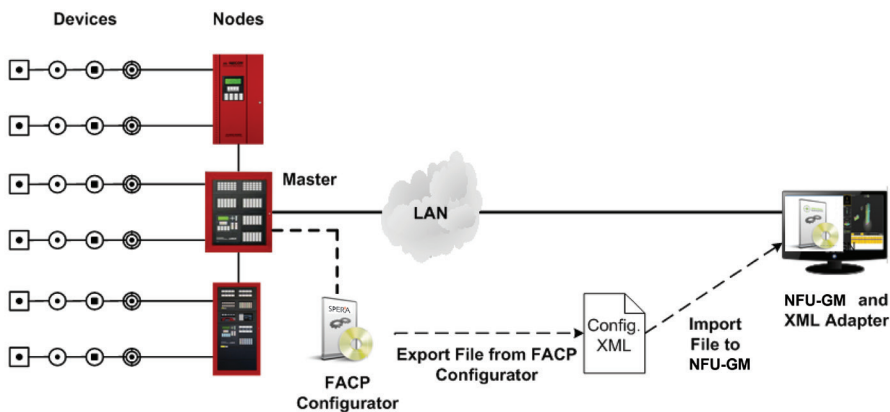 Devices
Nodes
Master
LAN
SPERA
FACP
Configurator
Export File from FACP
Configurator
Config.
XML
Import
File to
NFU-GM
NFU-GM and
XML Adapter